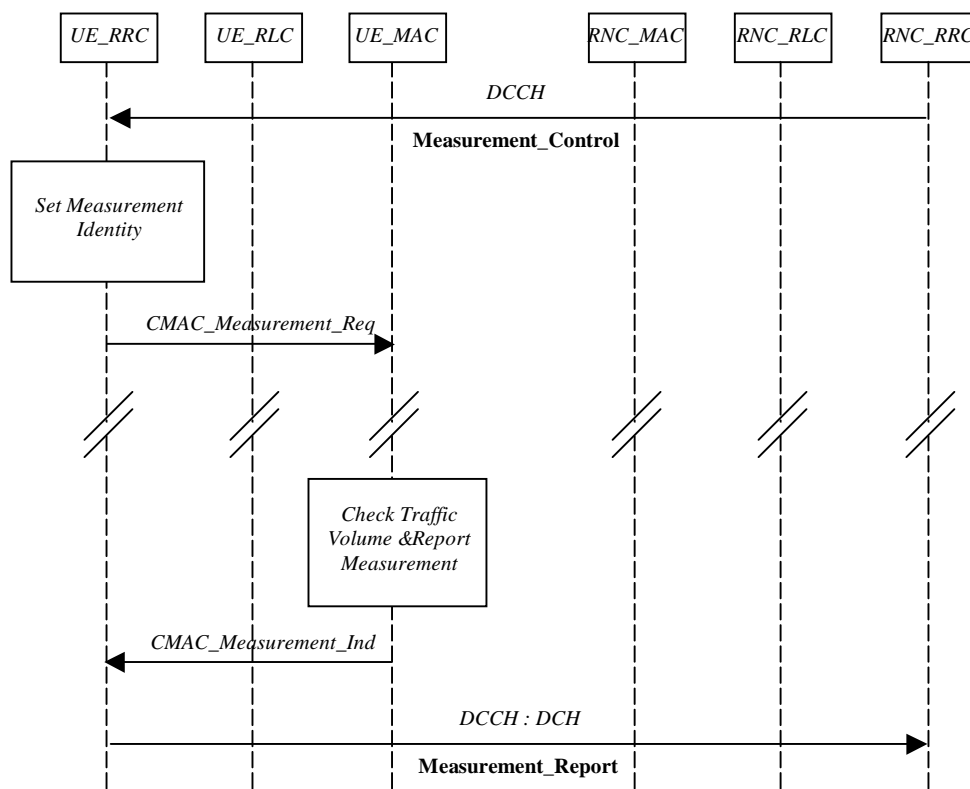 UE_RRC
UE_RLC
UE_MAC
RNC_MAC
RNC_RLC
RNC_RRC
DCCH
Measurement_Control
Set Measurement
Identity
CMAC_Measurement_Req
Check Traffic
Volume &Report
Measurement
CMAC_Measurement_Ind
DCCH : DCH
Measurement_Report